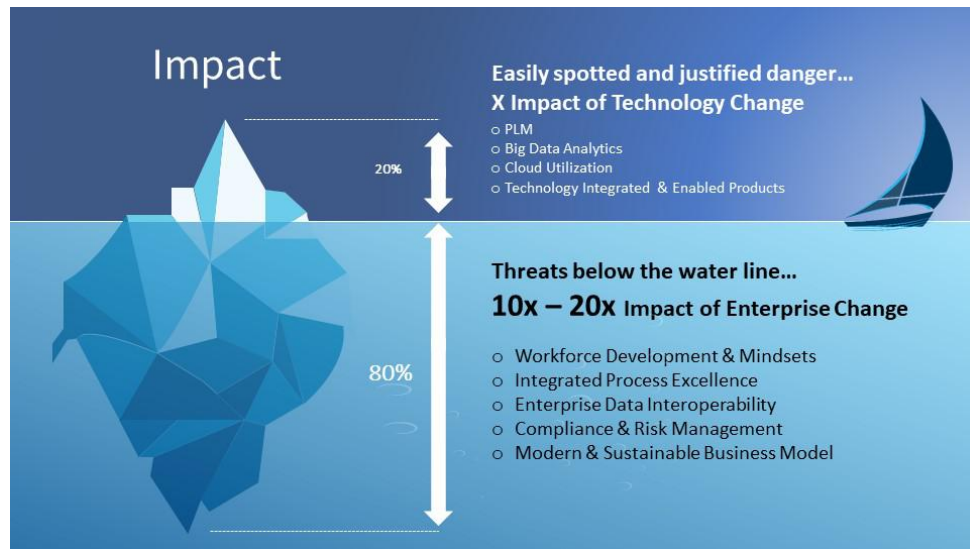 Impact
Easily spotted and justified danger...
X Impact of Technology Change
o PLM
o Big Data Analytics
o Cloud Utilization
o Technology Integrated & Enabled Products
20%
Threats below the water line...
10x – 20x Impact of Enterprise Change
80%
o Workforce Development & Mindsets
o Integrated Process Excellence
o Enterprise Data Interoperability
o Compliance & Risk Management
o Modern & Sustainable Business Model